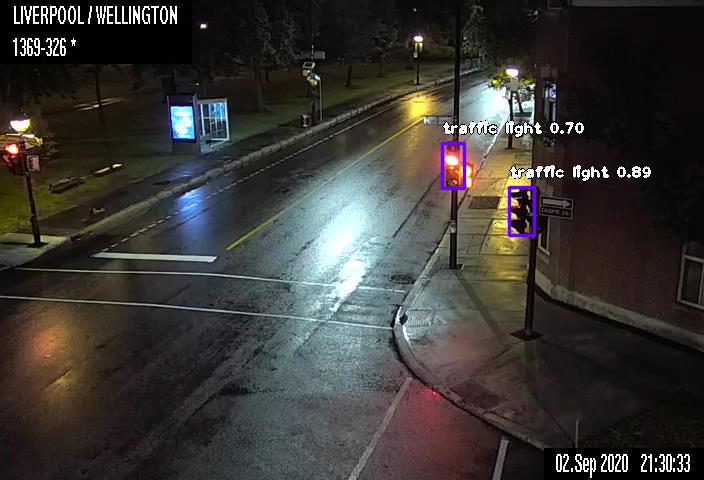 LIVERPOOL / WELLINGTON
1369-326 *
traffic light 0.70
traffic light 0.89
02.Sep 2020 21:30:33